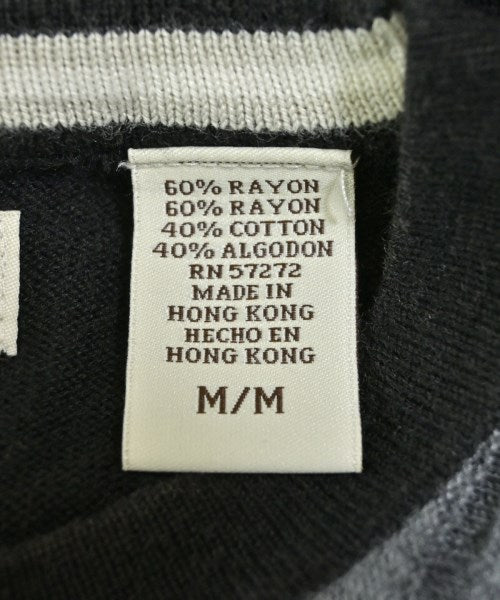 60% RAYON
60% RAYON
40% COTTON
40% ALGODON
RN 57272
MADE IN
HONG KONG
HECHO EN
HONG KONG
M/M